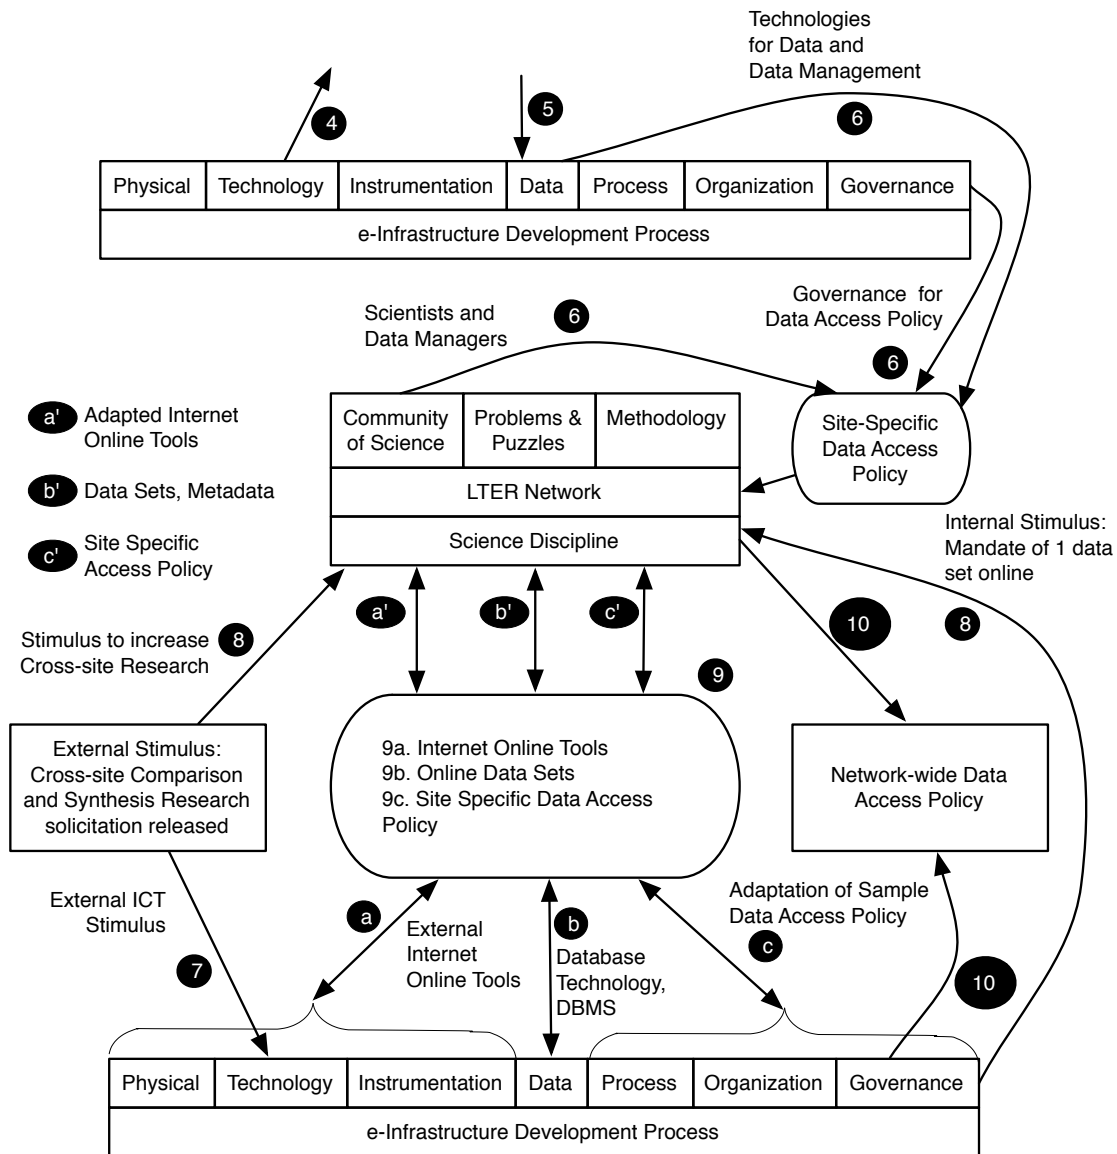 Technologies
for Data and
Data Management
4
5
6
Physical
Technology
Instrumentation
Data
Process
Organization
Governance
e-Infrastructure Development Process
Scientists and
Data Managers
6
Governance for
Data Access Policy
6
a' Adapted Internet
Online Tools
b' Data Sets, Metadata
c' Site Specific
Access Policy
Community
of Science
Problems &
Puzzles
Methodology
LTER Network
Science Discipline
Site-Specific
Data Access
Policy
Internal Stimulus:
Mandate of 1 data
set online
8
Stimulus to increase
Cross-site Research
8
a'
b'
c'
10
9
External Stimulus:
Cross-site Comparison
and Synthesis Research
solicitation released
9a. Internet Online Tools
9b. Online Data Sets
9c. Site Specific Data Access
Policy
Network-wide Data
Access Policy
External ICT
Stimulus
7
a
External
Internet
Online Tools
b
Database
Technology,
DBMS
Adaptation of Sample
Data Access Policy
c
10
Physical
Technology
Instrumentation
Data
Process
Organization
Governance
e-Infrastructure Development Process